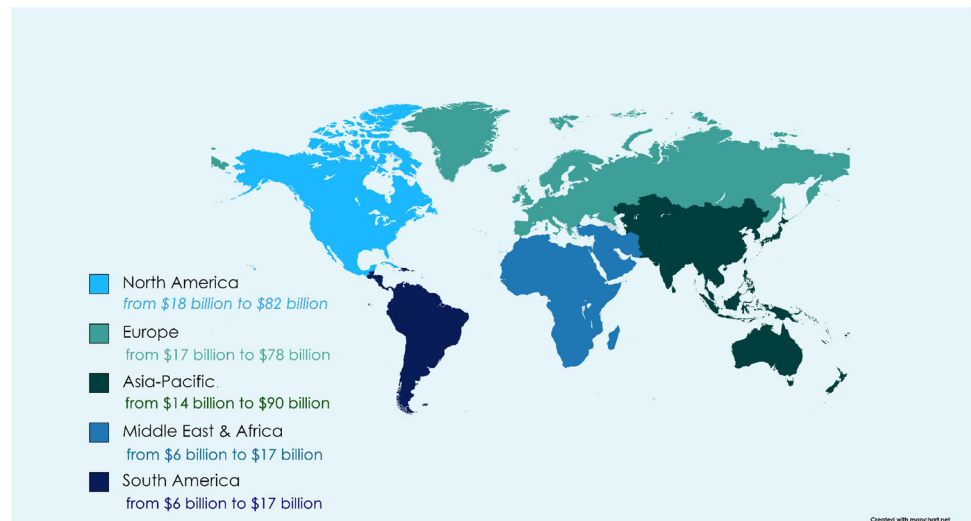 North America
from $18 billion to $82 billion
Europe
from $17 billion to $78 billion
Asia-Pacific.
from $14 billion to $90 billion
Middle East & Africa
from $6 billion to $17 billion
South America
from $6 billion to $17 billion
Created with mapchart.net